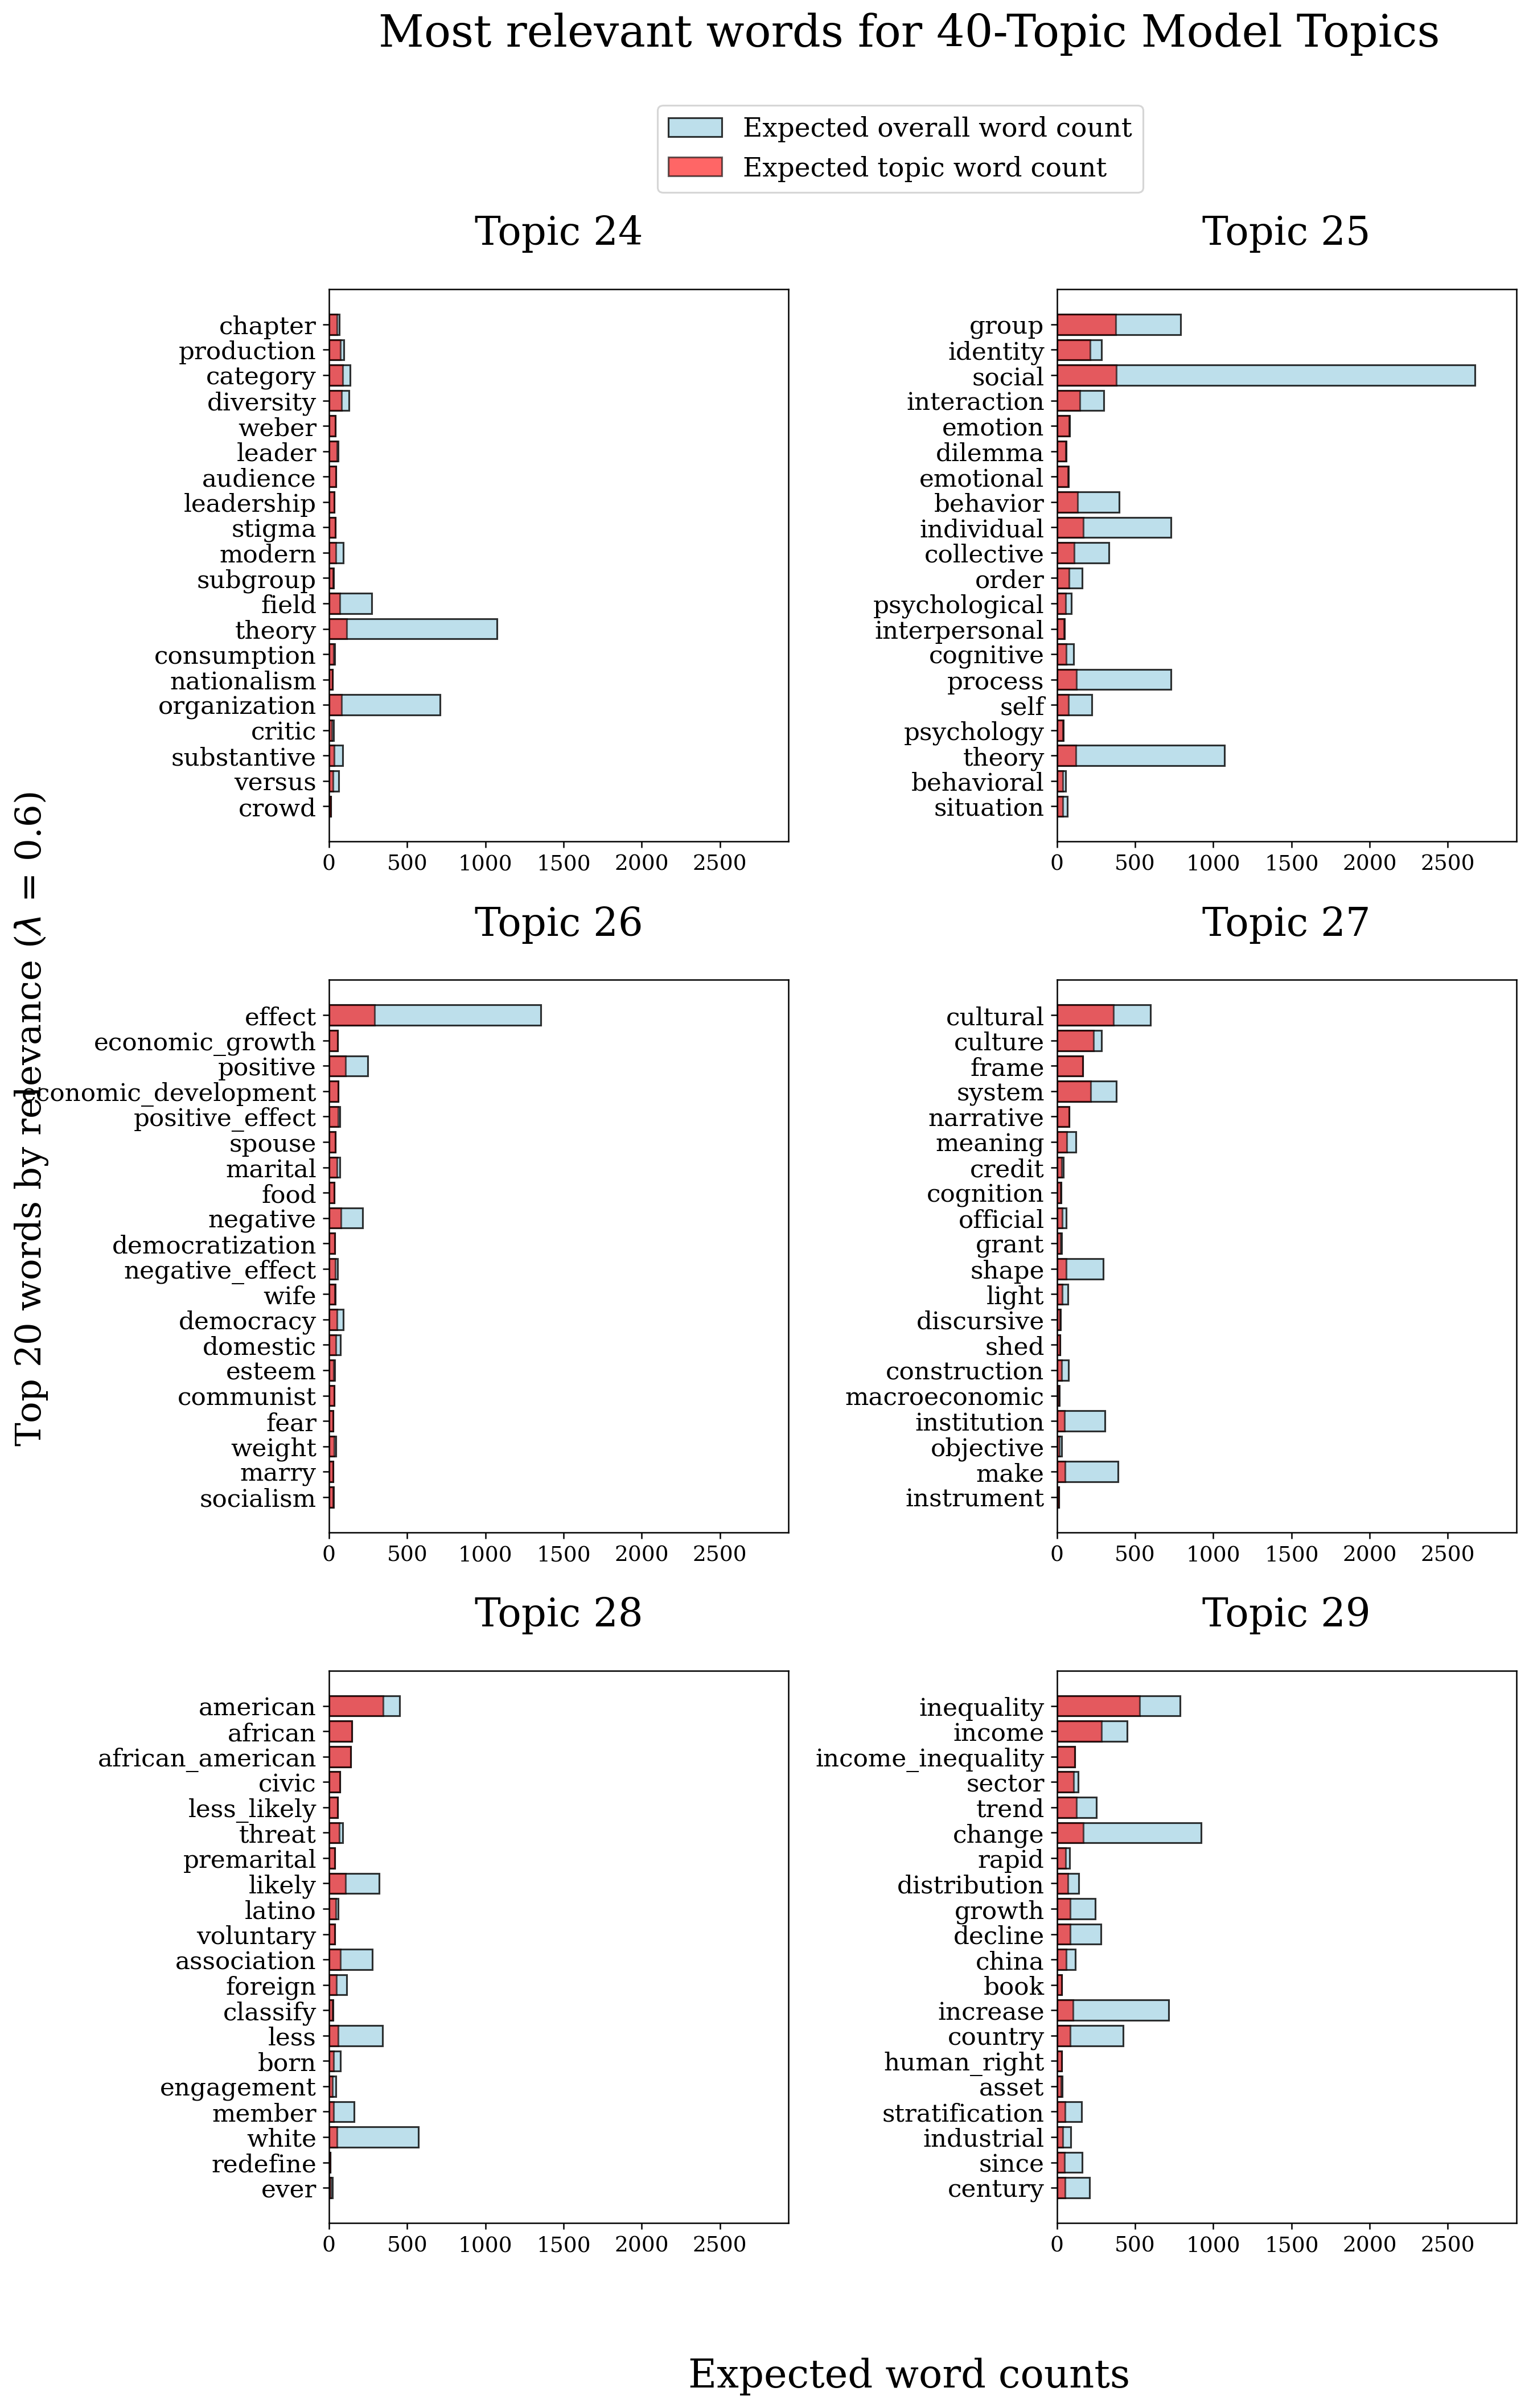 Most relevant words for 40-Topic Model Topics
Expected overall word count
Expected topic word count
Top 20 words by relevance (λ = 0.6)
Topic 24
chapter
production
category
diversity
weber
leader
audience
leadership
stigma
modern
subgroup
field
theory
consumption
nationalism
organization
critic
substantive
versus
crowd
0 500 1000 1500 2000 2500
Topic 25
group
identity
social
interaction
emotion
dilemma
emotional
behavior
individual
collective
order
psychological
interpersonal
cognitive
process
self
psychology
theory
behavioral
situation
0 500 1000 1500 2000 2500
Topic 26
effect
economic_growth
positive
economic_development
positive_effect
spouse
marital
food
negative
democratization
negative_effect
wife
democracy
domestic
esteem
communist
fear
weight
marry
socialism
0 500 1000 1500 2000 2500
Topic 27
cultural
culture
frame
system
narrative
meaning
credit
cognition
official
grant
shape
light
discursive
shed
construction
macroeconomic
institution
objective
make
instrument
0 500 1000 1500 2000 2500
Topic 28
american
african
african_american
civic
less_likely
threat
premarital
likely
latino
voluntary
association
foreign
classify
less
born
engagement
member
white
redefine
ever
0 500 1000 1500 2000 2500
Topic 29
inequality
income
income_inequality
sector
trend
change
rapid
distribution
growth
decline
china
book
increase
country
human_right
asset
stratification
industrial
since
century
0 500 1000 1500 2000 2500
Expected word counts